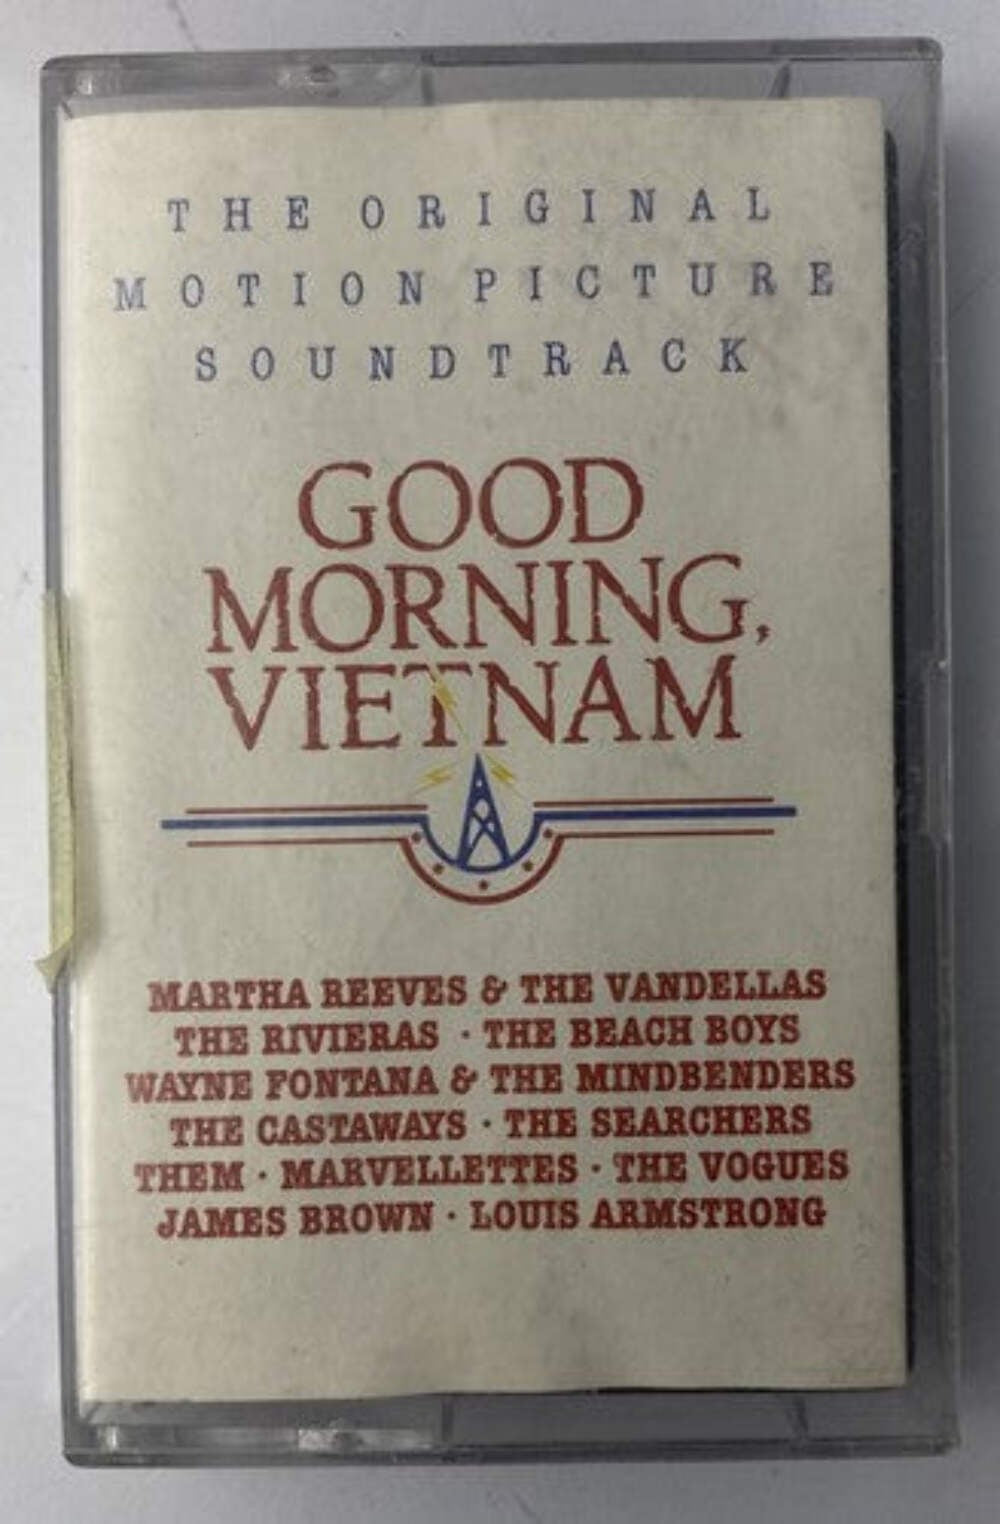 THE ORIGINAL
MOTION PICTURE
SOUNDTRACK
GOOD
MORNING,
VIETNAM
MARTHA REEVES & THE VANDELLAS
THE RIVIERAS · THE BEACH BOYS
WAYNE FONTANA & THE MINDBENDERS
THE CASTAWAYS · THE SEARCHERS
THEM · MARVELLETTES · THE VOGUES
JAMES BROWN · LOUIS ARMSTRONG